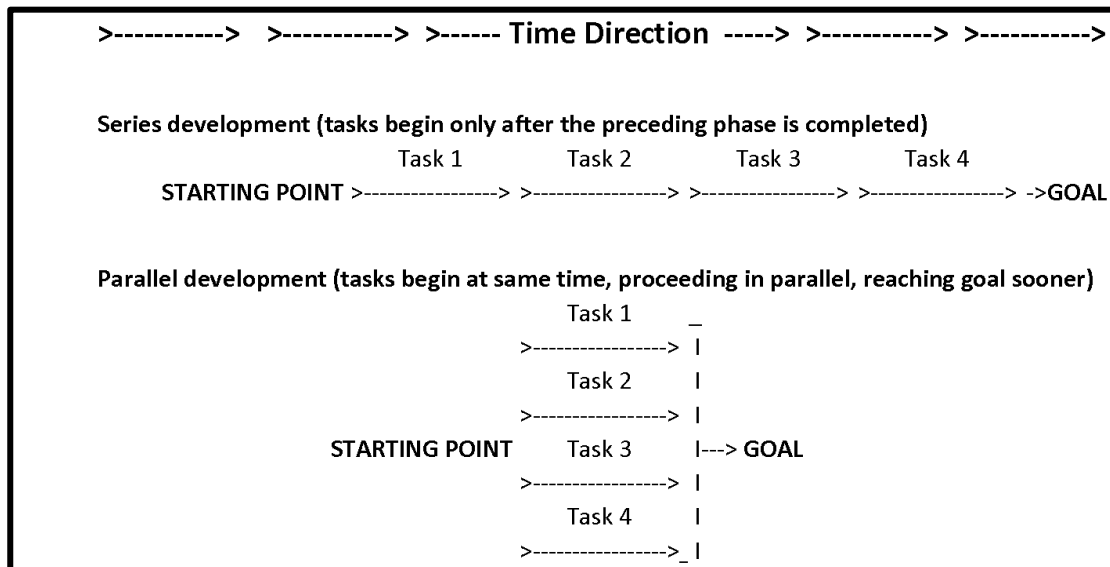 >-----------> >-----------> >------ Time Direction -----> >-----------> >----------->
Series development (tasks begin only after the preceding phase is completed)
Task 1 Task 2 Task 3 Task 4
STARTING POINT >-----------------> >-----------------> >-----------------> >-----------------> ->GOAL
Parallel development (tasks begin at same time, proceeding in parallel, reaching goal sooner)
Task 1 _
>-----------------> I
Task 2 I
>-----------------> I
STARTING POINT Task 3 I---> GOAL
>-----------------> I
Task 4 I
>----------------->_ I